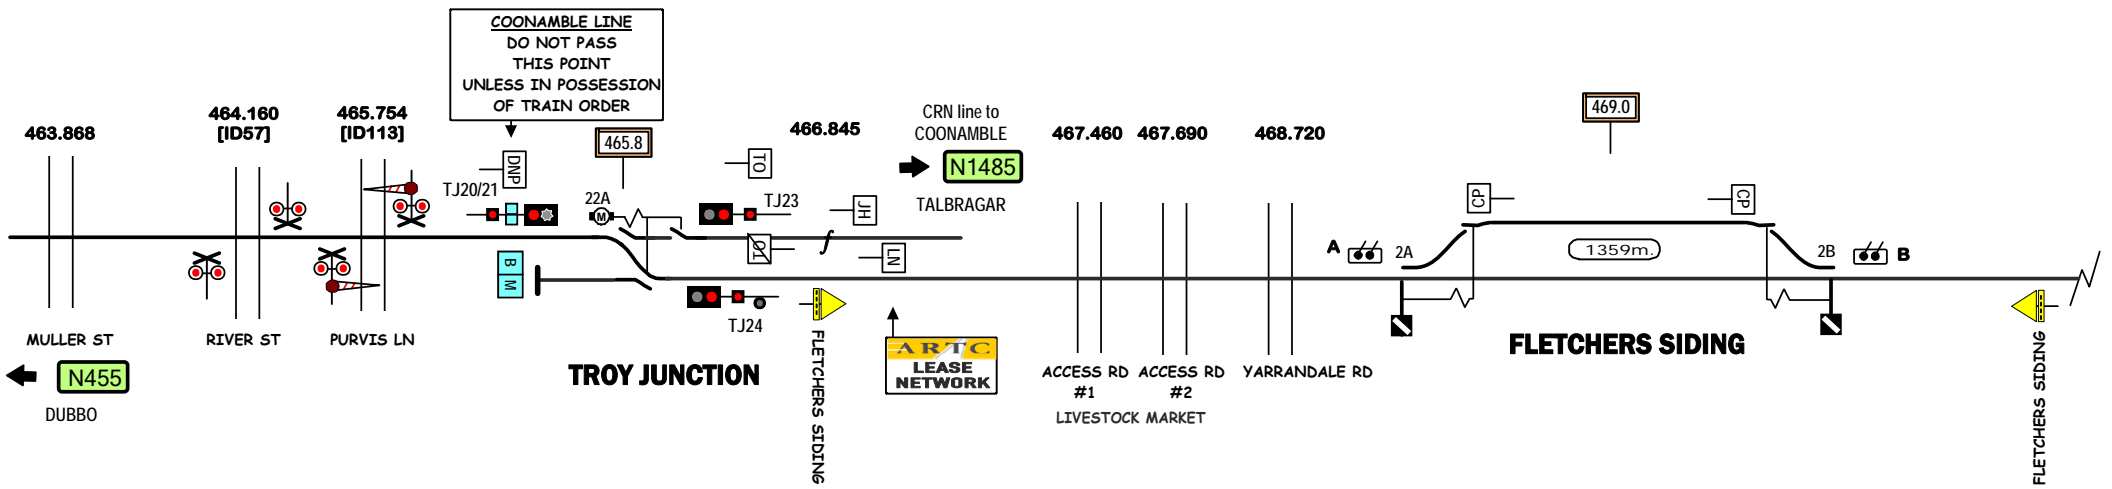 COONAMBLE LINE
DO NOT PASS
THIS POINT
UNLESS IN POSSESSION
OF TRAIN ORDER
463.868
464.160
[ID57]
465.754
[ID113]
465.8
466.845
CRN line to
COONAMBLE
N1485
TALBRAGAR
467.460
467.690
468.720
469.0
DNP
TJ20/21
22A
M
TO
TJ23
JH
LN
OT
B M
TJ24
CP
CP
A
2A
1359m.
2B
B
MULLER ST
RIVER ST
PURVIS LN
N455
DUBBO
TROY JUNCTION
FLETCHERS SIDING
ARTC
LEASE
NETWORK
ACCESS RD
#1
ACCESS RD
#2
YARRANDALE RD
LIVESTOCK MARKET
FLETCHERS SIDING
FLETCHERS SIDING